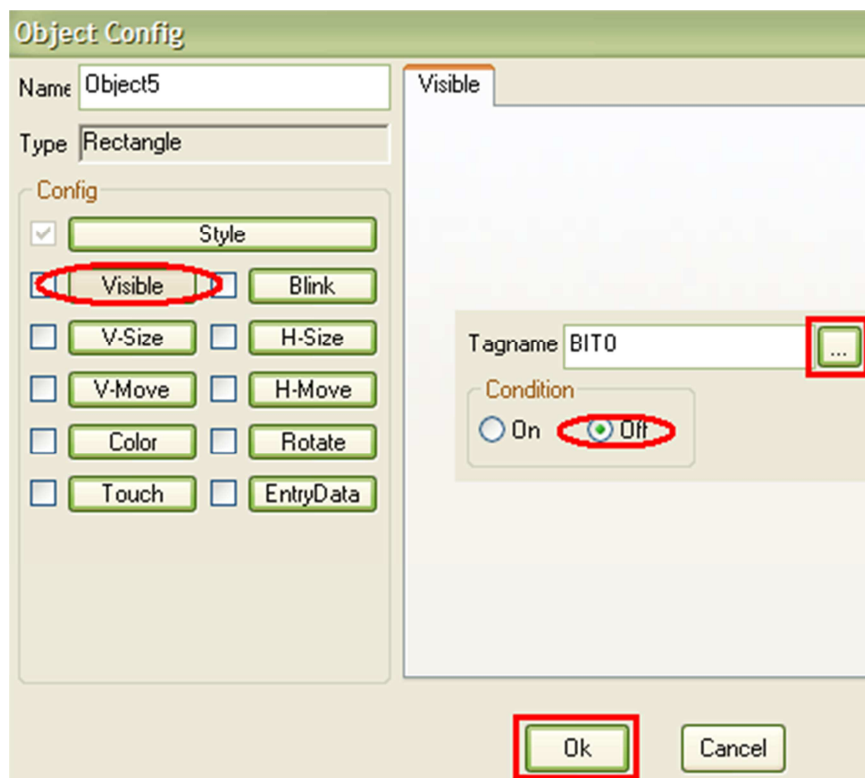 Object Config
Name Object5
Type Rectangle
Config
Style
Visible Blink
V-Size H-Size
V-Move H-Move
Color Rotate
Touch EntryData
Visible
Tagname BIT0 ...
Condition
On Off
Ok Cancel